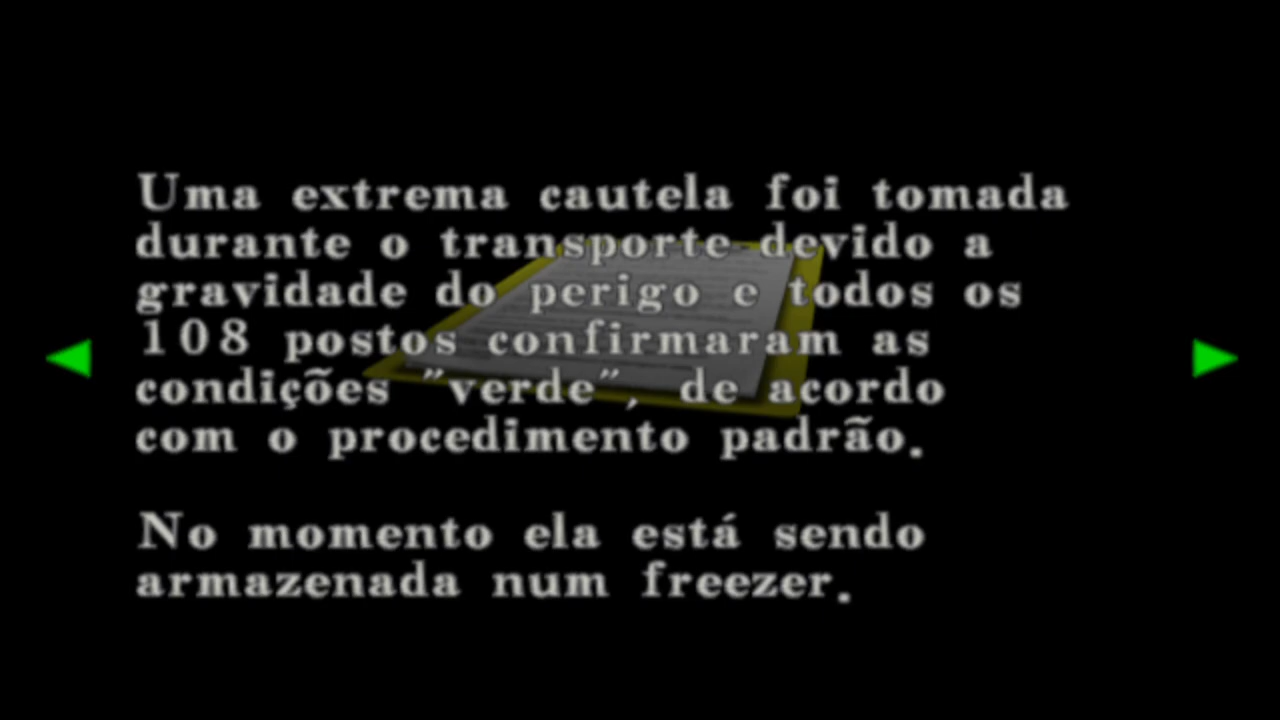 Uma extrema cautela foi tomada
durante o transporte devido a
gravidade do perigo e todos os
108 postos confirmaram as
condições "verde", de acordo
com o procedimento padrão.
No momento ela está sendo
armazenada num freezer.